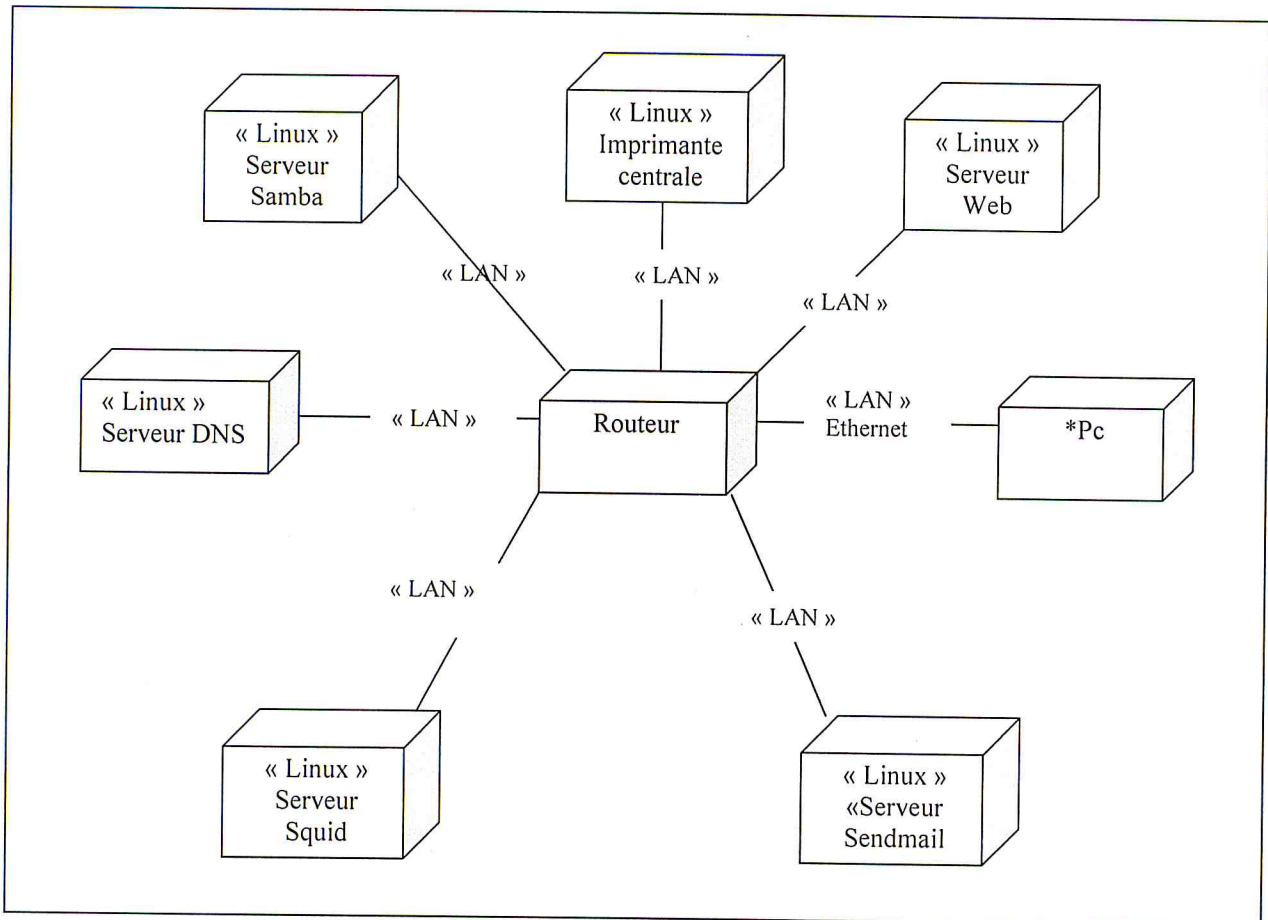 « Linux »
Serveur
Samba
« Linux »
Imprimante
centrale
« Linux »
Serveur
Web
« LAN »
« LAN »
« LAN »
« Linux »
Serveur DNS
« LAN »
Routeur
« LAN »
Ethernet
*Pc
« LAN »
« LAN »
« Linux »
Serveur
Squid
« Linux »
«Serveur
Sendmail